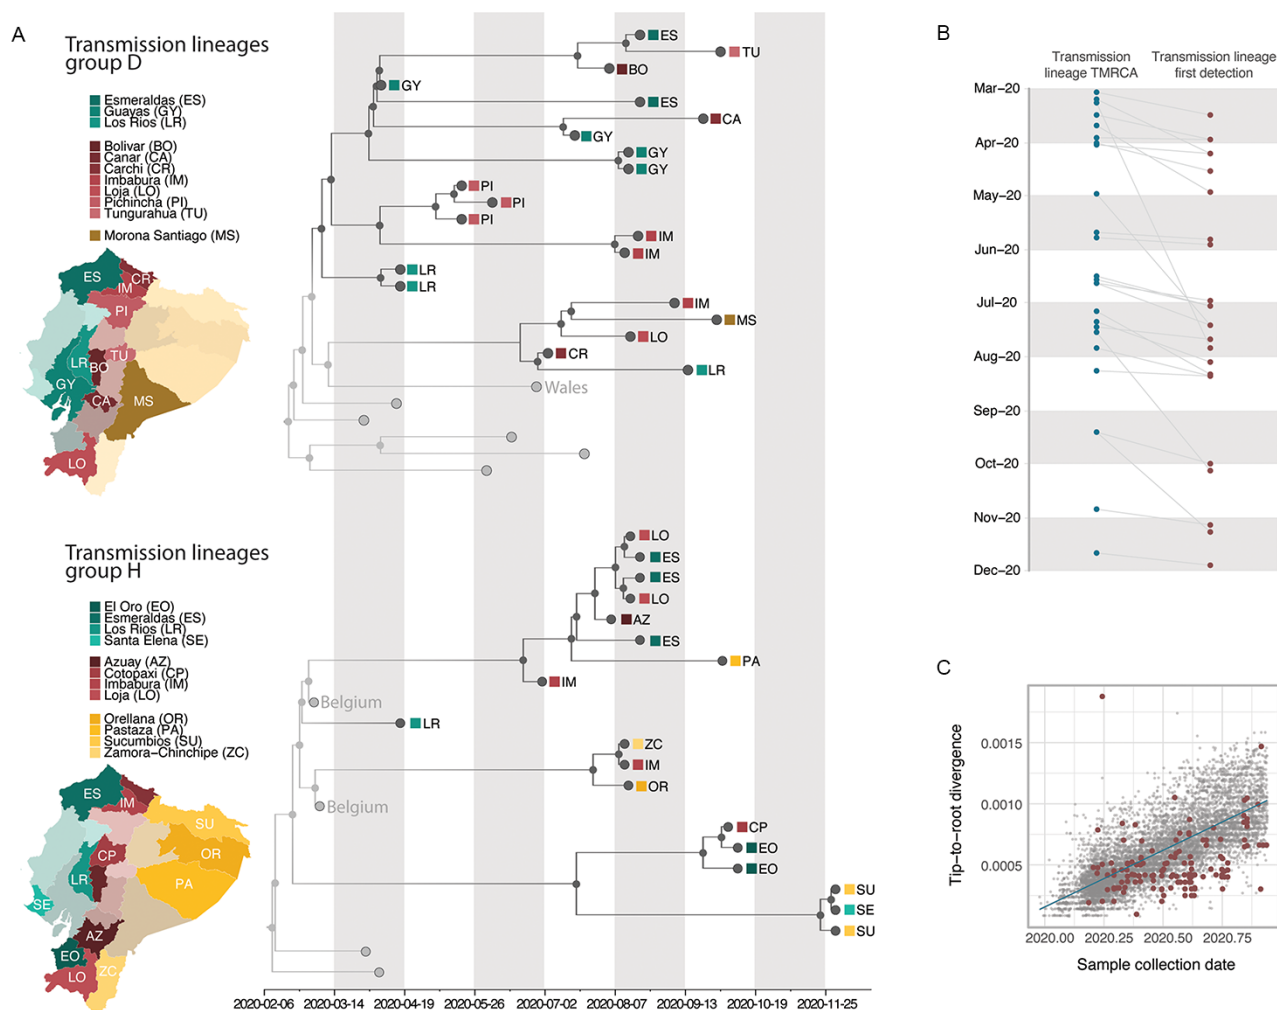 A
Transmission lineages
group D
Esmeraldas (ES)
Guayas (GY)
Los Rios (LR)
Bolivar (BO)
Canar (CA)
Carchi (CR)
Imbabura (IM)
Loja (LO)
Pichincha (PI)
Tungurahua (TU)
Morona Santiago (MS)
ES
CR
IM
PI
LR
TU
BO
GY
CA
MS
LO
ES
TU
BO
GY
ES
CA
GY
GY
GY
PI
PI
PI
IM
IM
LR
LR
IM
MS
LO
CR
LR
Wales
Transmission lineages
group H
El Oro (EO)
Esmeraldas (ES)
Los Rios (LR)
Santa Elena (SE)
Azuay (AZ)
Cotopaxi (CP)
Imbabura (IM)
Loja (LO)
Orellana (OR)
Pastaza (PA)
Sucumbios (SU)
Zamora−Chinchipe (ZC)
ES
IM
SU
CP
OR
LR
PA
SE
AZ
EO
LO
ZC
LO
ES
ES
LO
AZ
ES
PA
IM
Belgium
LR
ZC
IM
OR
Belgium
CP
EO
EO
SU
SE
SU
2020-02-06 2020-03-14 2020-04-19 2020-05-26 2020-07-02 2020-08-07 2020-09-13 2020-10-19 2020-11-25
B
Transmission lineage TMRCA
Transmission lineage first detection
Mar−20
Apr−20
May−20
Jun−20
Jul−20
Aug−20
Sep−20
Oct−20
Nov−20
Dec−20
C
Tip−to−root divergence
0.0015
0.0010
0.0005
2020.00 2020.25 2020.50 2020.75
Sample collection date